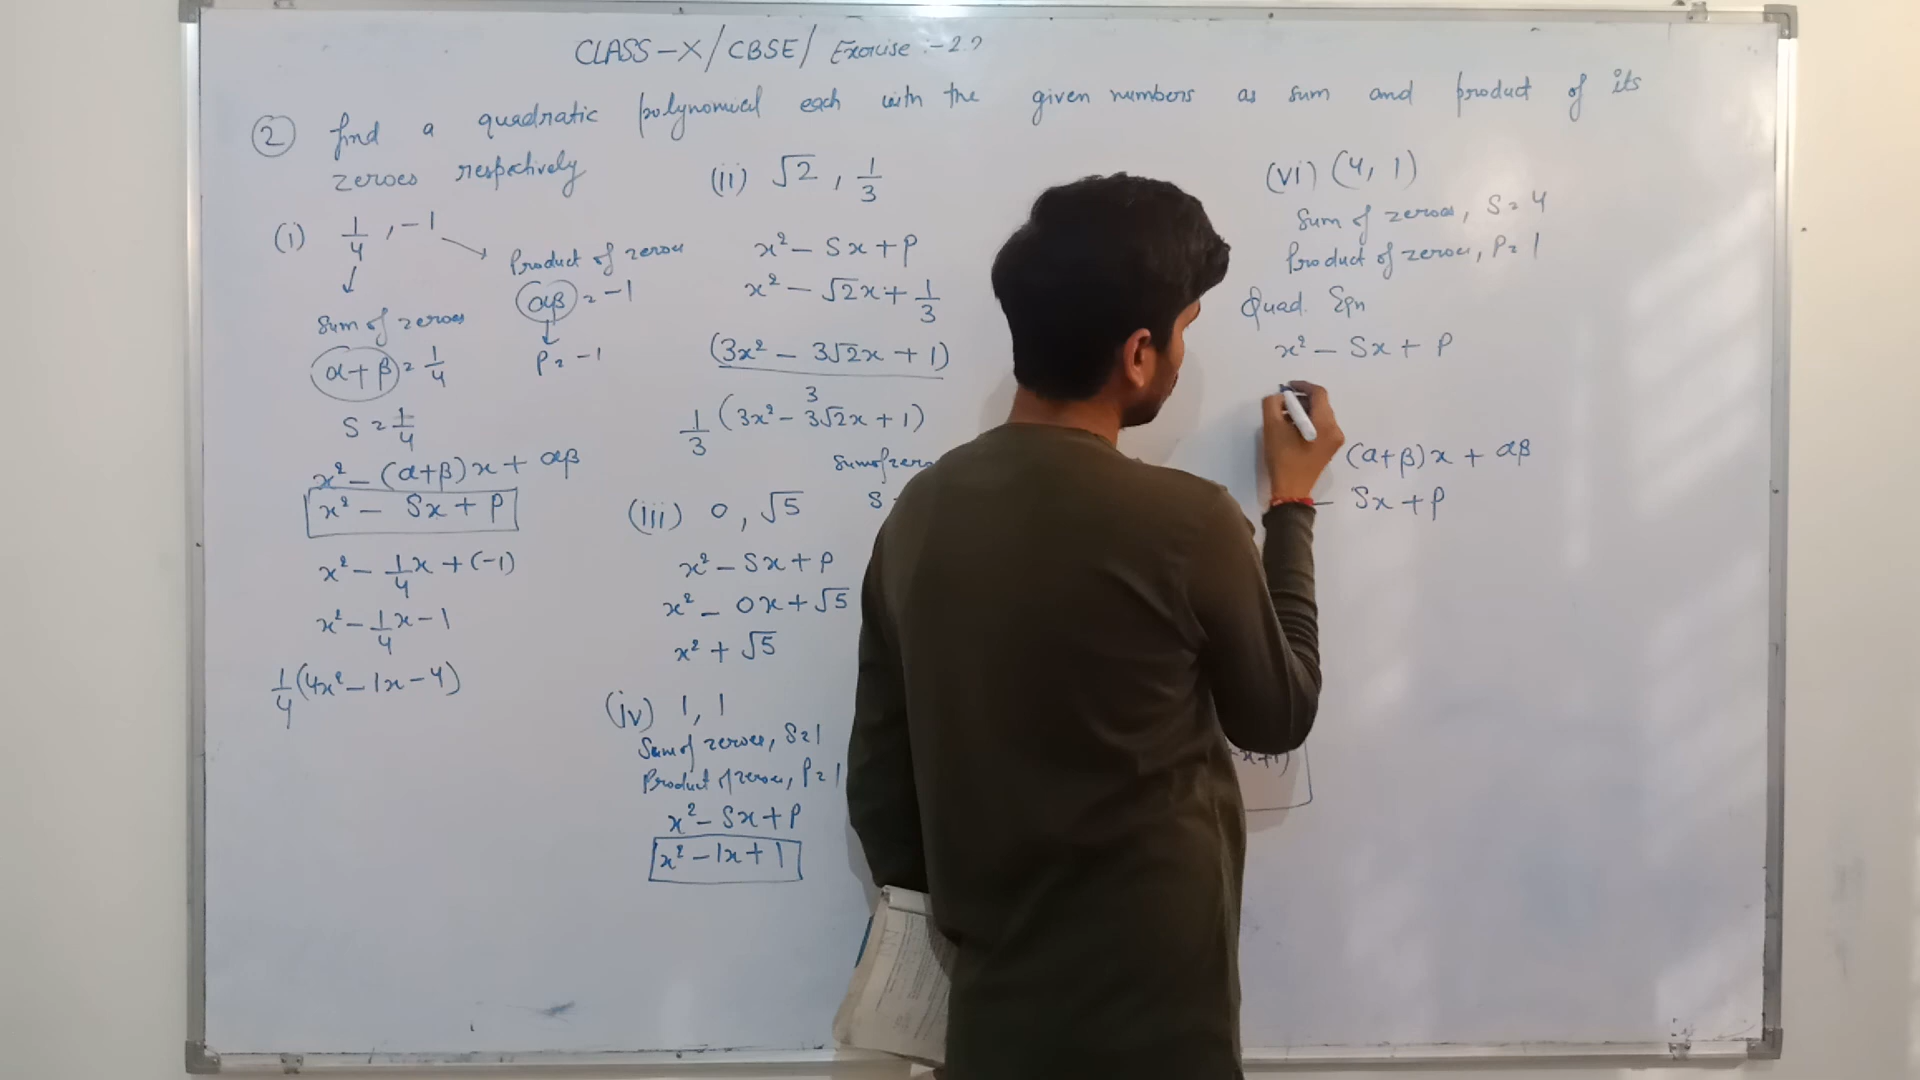 CLASS-X/CBSE/ Exercise :- 2.2
② find a quadratic polynomial each with the given numbers as sum and product of its
zeroes respectively
(i) 1/4, -1
Product of zeroes
αβ = -1
P = -1
Sum of zeroes
α+β = 1/4
S = 1/4
x² - (α+β)x + αβ
x² - Sx + P
x² - 1/4x + (-1)
x² - 1/4x - 1
1/4(4x² - 1x - 4)
(ii) √2, 1/3
x² - Sx + P
x² - √2x + 1/3
(3x² - 3√2x + 1)
3
1/3(3x² - 3√2x + 1)
(iii) 0, √5
x² - Sx + P
x² - 0x + √5
x² + √5
(iv) 1, 1
Sum of zeroes, S = 1
Product of zeroes, P = 1
x² - Sx + P
x² - 1x + 1
Sum of
S
x+1)
(vi) (4, 1)
Sum of zeroes, S = 4
Product of zeroes, P = 1
Quad. Eqn
x² - Sx + P
(α+β)x + αβ
- Sx + P